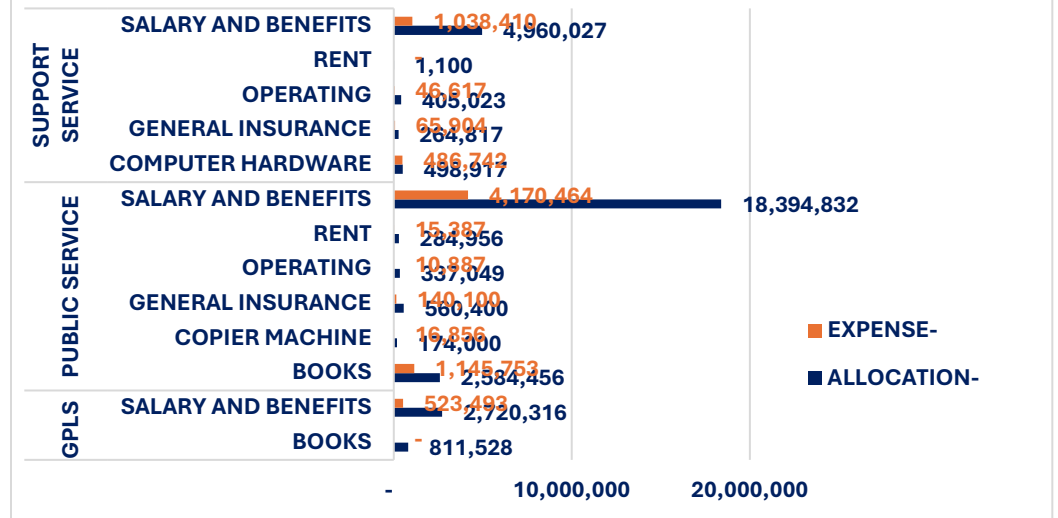 SUPPORT SERVICE
SALARY AND BENEFITS 1,038,410 4,960,027
RENT - 1,100
OPERATING 46,617 405,023
GENERAL INSURANCE 65,904 264,817
COMPUTER HARDWARE 486,742 498,917
PUBLIC SERVICE
SALARY AND BENEFITS 4,170,464 18,394,832
RENT 15,387 284,956
OPERATING 10,887 337,049
GENERAL INSURANCE 140,100 560,400
COPIER MACHINE 16,856 174,000
BOOKS 1,145,753 2,584,456
GPLS
SALARY AND BENEFITS 523,493 2,720,316
BOOKS - 811,528
EXPENSE-
ALLOCATION-
- 10,000,000 20,000,000